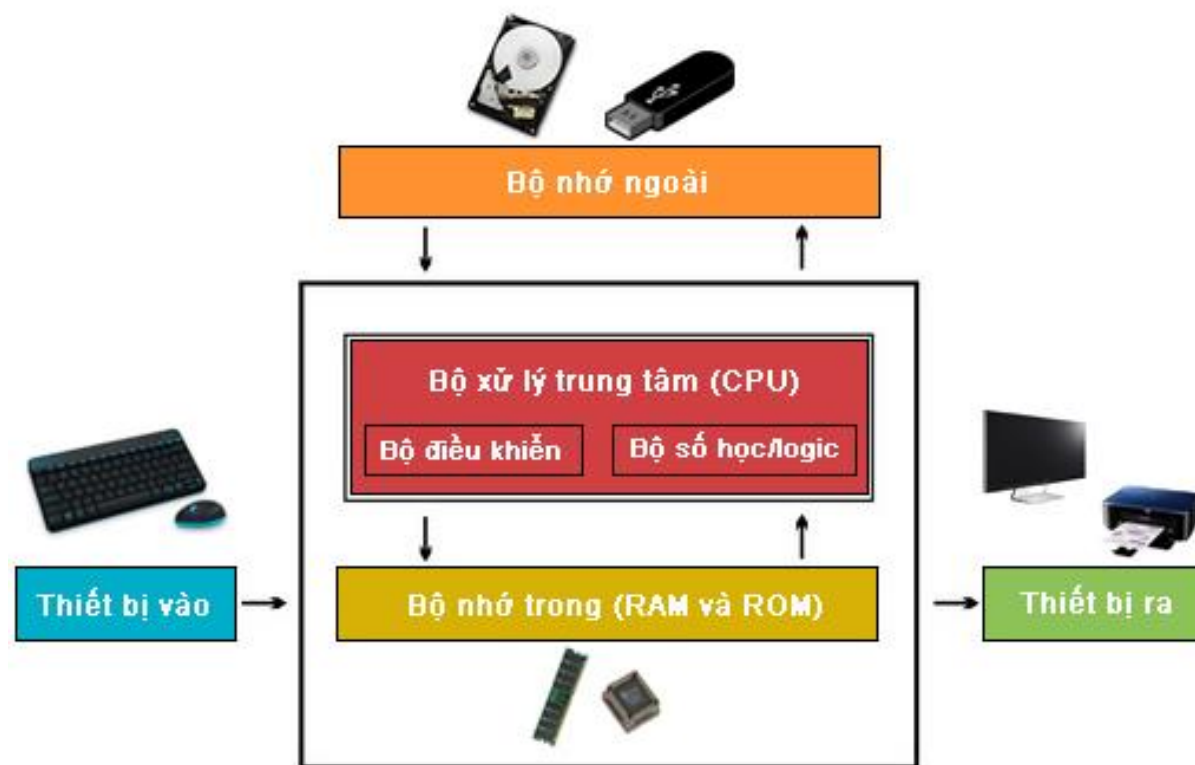 Bộ nhớ ngoài
Bộ xử lý trung tâm (CPU)
Bộ điều khiễn
Bộ số học/logic
Thiết bị vào
Bộ nhớ trong (RAM và ROM)
Thiết bị ra